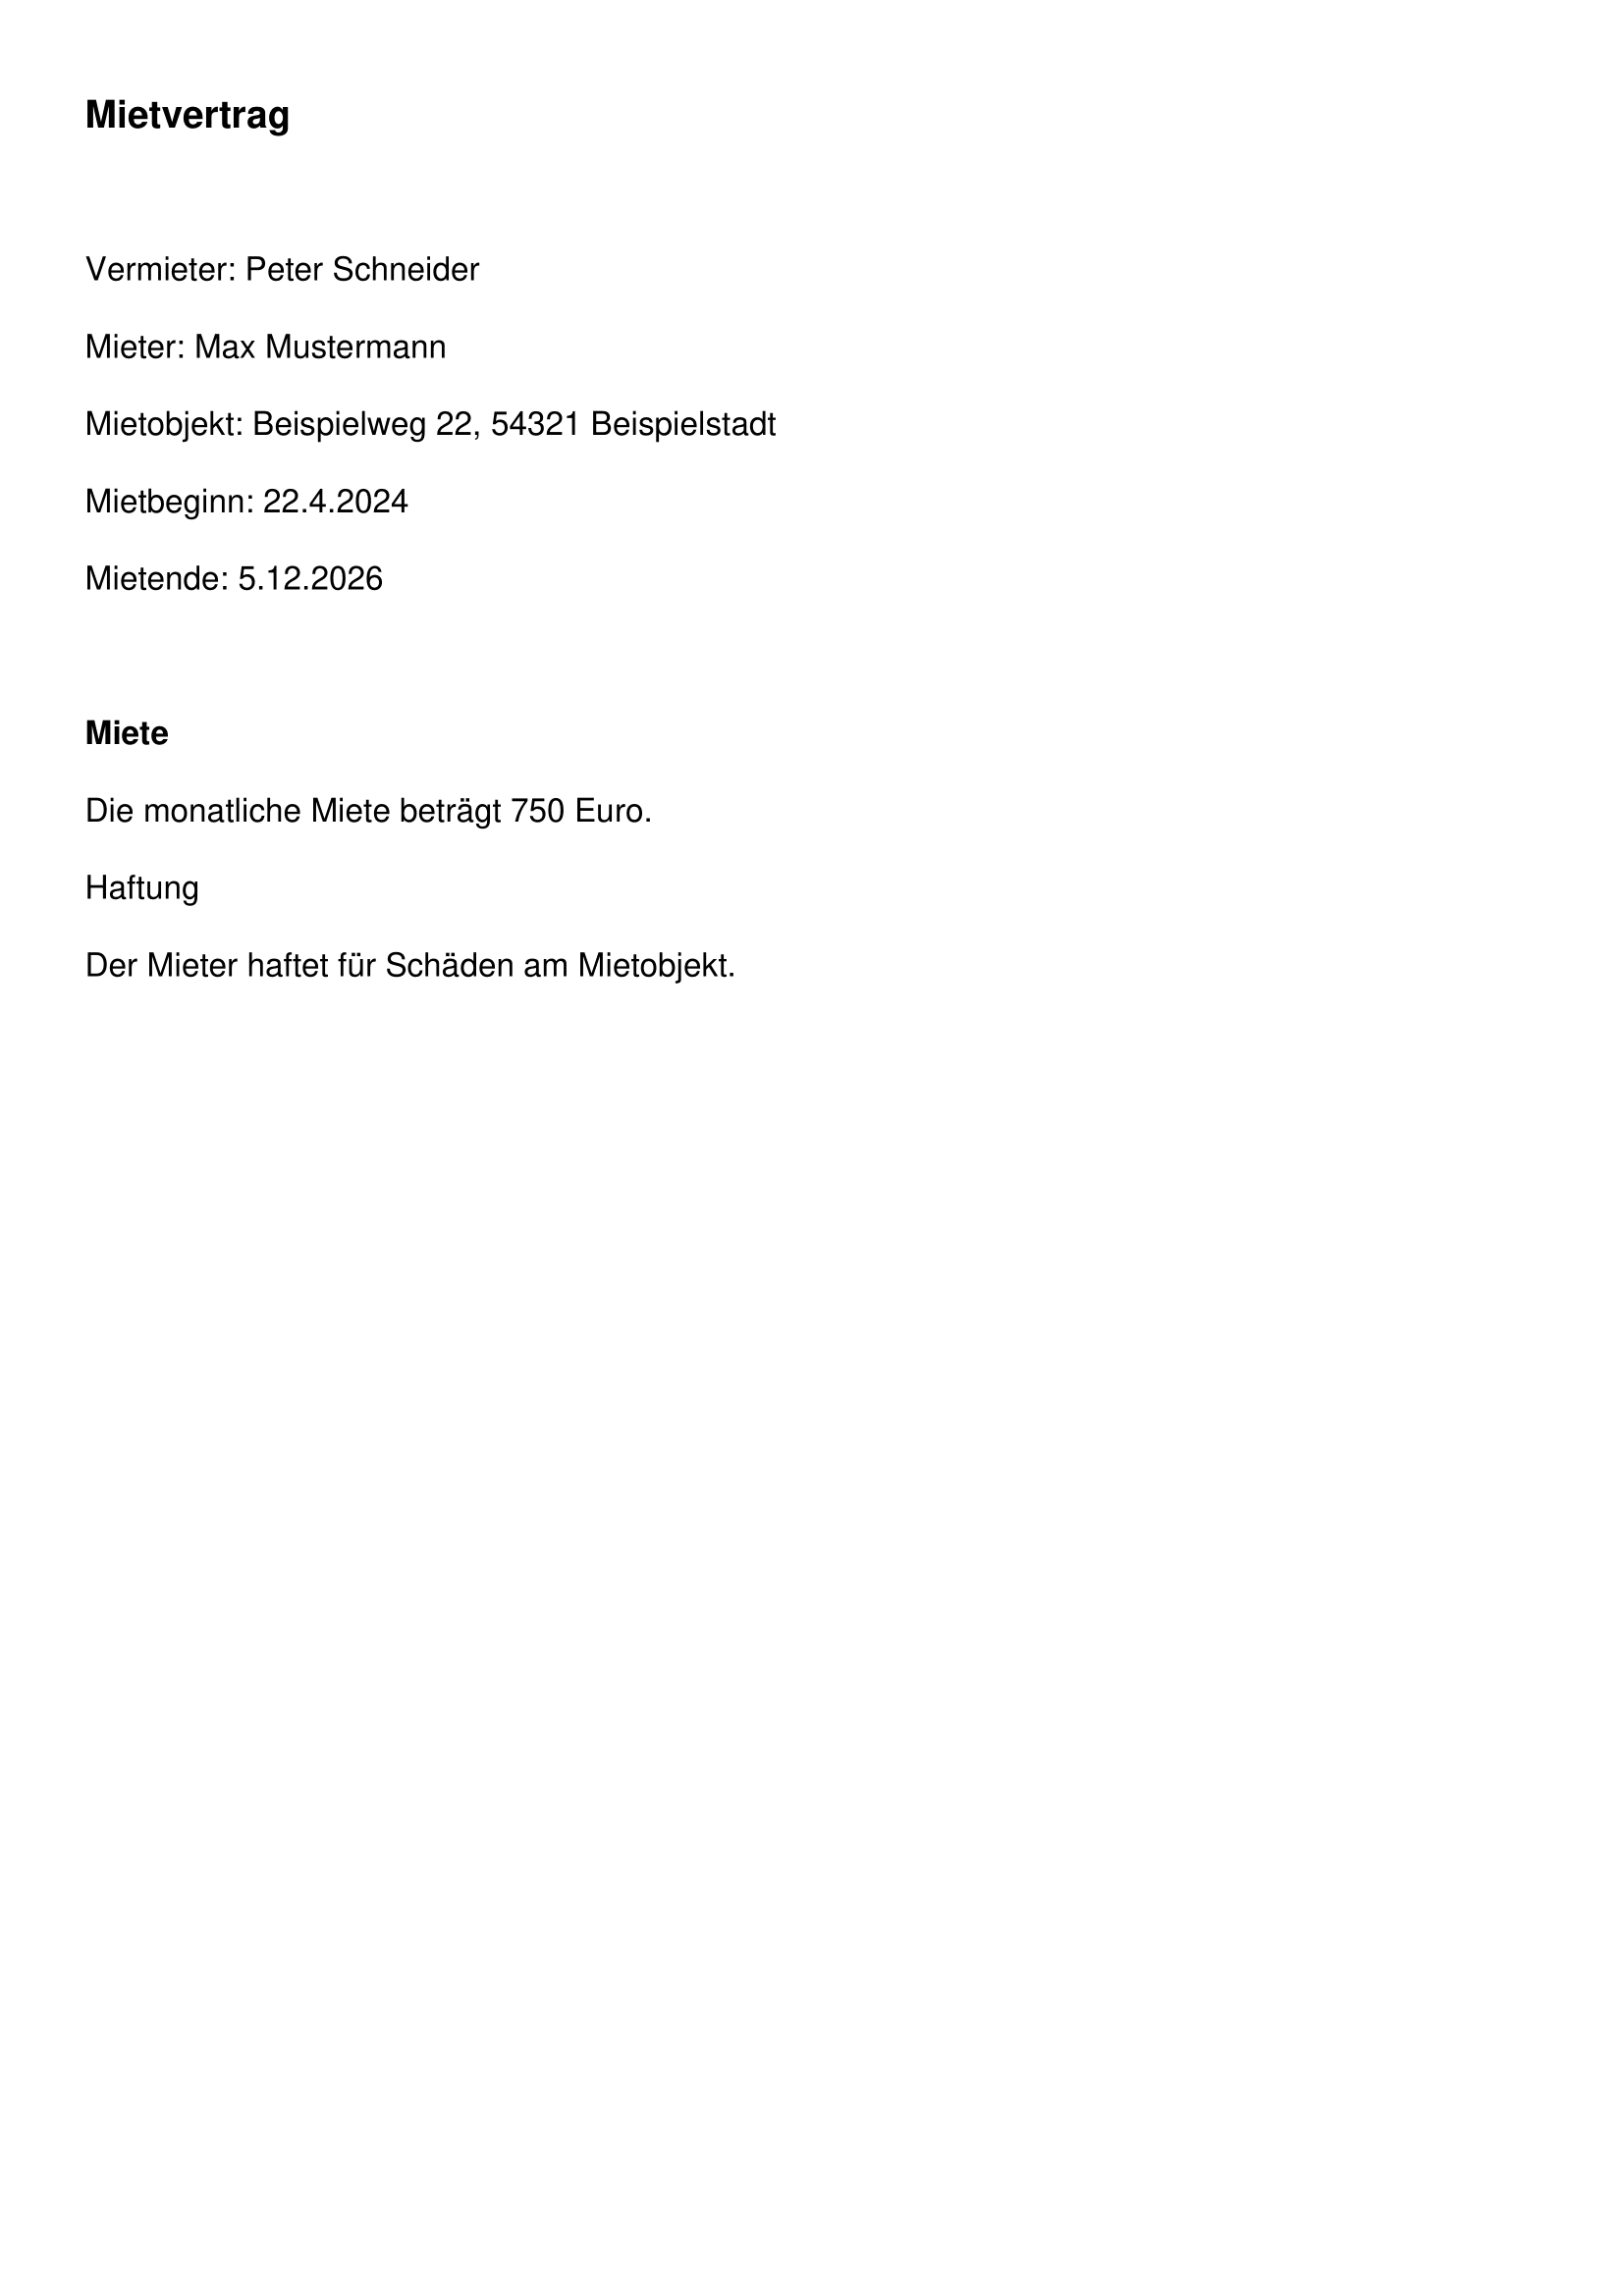 Mietvertrag
Vermieter: Peter Schneider
Mieter: Max Mustermann
Mietobjekt: Beispielweg 22, 54321 Beispielstadt
Mietbeginn: 22.4.2024
Mietende: 5.12.2026
Miete
Die monatliche Miete beträgt 750 Euro.
Haftung
Der Mieter haftet für Schäden am Mietobjekt.